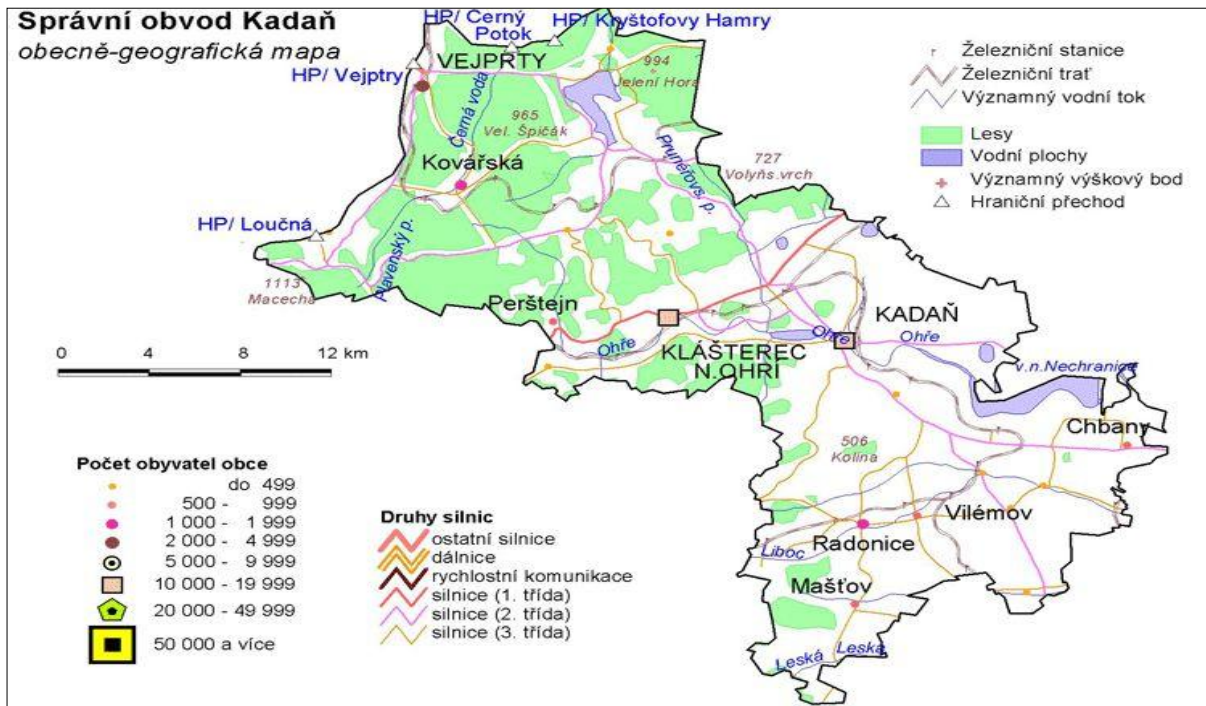 Správní obvod Kadaň
obecně-geografická mapa
HP/ Černý
Potok
HP/ Kryštofovy Hamry
VEJPRTY
HP/ Vejptry
994
Jelení Hora
Černá voda
965
Vel. Špičák
Kovářská
Prunéřovs. p.
727
Volyňs.vrch
HP/ Loučná
Plavenský p.
1113
Macecha
Perštejn
Ohře
KLÁŠTEREC
N.OHŘÍ
Ohře
KADAŇ
Ohře
v.n.Nechranice
Chbany
506
Kolina
Vilémov
Radonice
Liboc
Mašťov
Leská
Leska
Železniční stanice
Železniční trať
Významný vodní tok
Lesy
Vodní plochy
Významný výškový bod
Hraniční přechod
0 4 8 12 km
Počet obyvatel obce
do 499
500 - 999
1 000 - 1 999
2 000 - 4 999
5 000 - 9 999
10 000 - 19 999
20 000 - 49 999
50 000 a více
Druhy silnic
ostatní silnice
dálnice
rychlostní komunikace
silnice (1. třída)
silnice (2. třída)
silnice (3. třída)